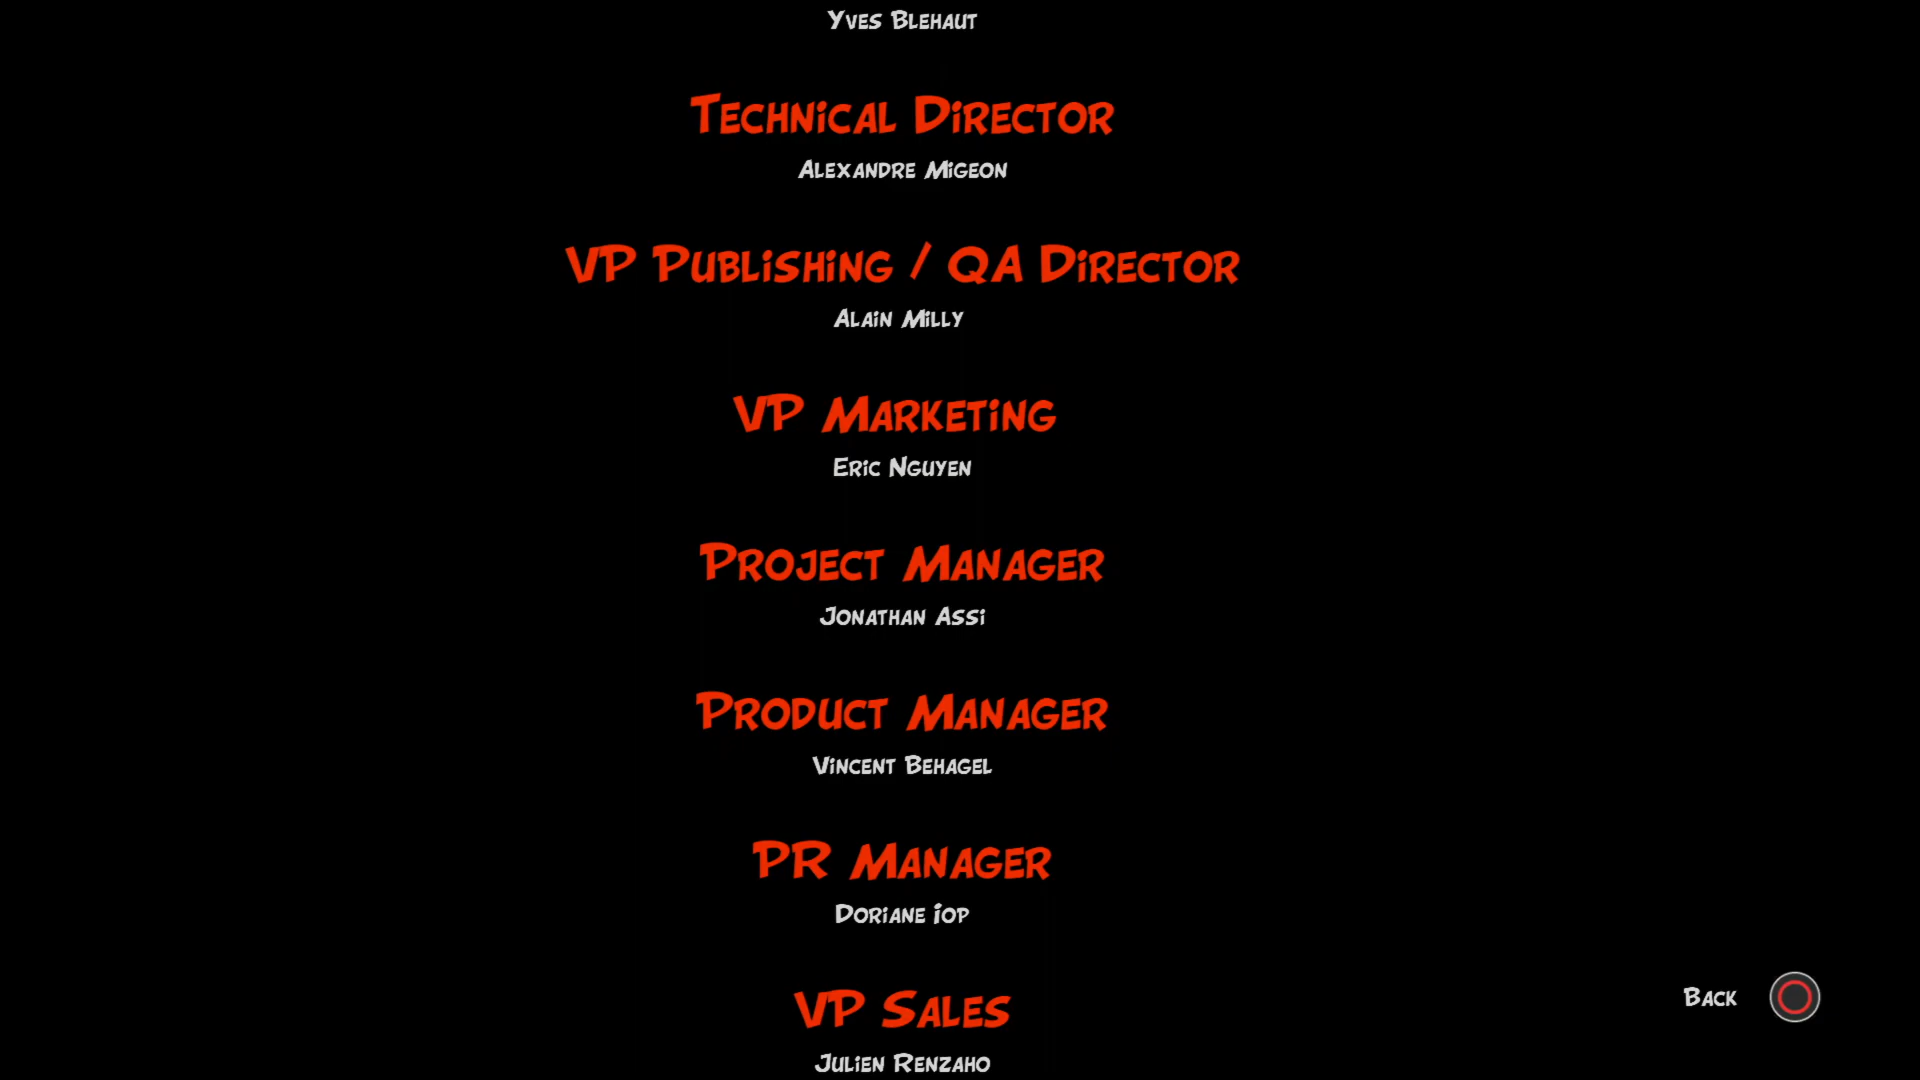 Yves Blehaut
Technical Director
Alexandre Migeon
VP Publishing / QA Director
Alain Milly
VP Marketing
Eric Nguyen
Project Manager
Jonathan Assi
Product Manager
Vincent Behagel
PR Manager
Doriane Iop
VP Sales
Julien Renzaho
Back